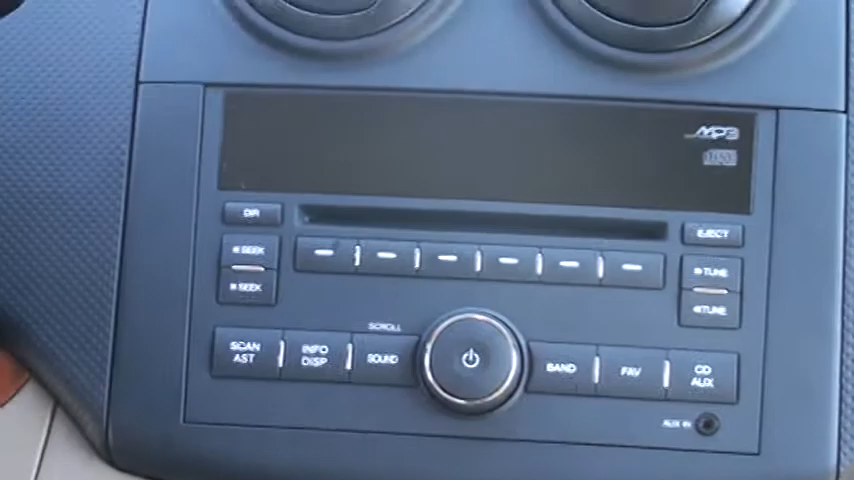 MP3
DISC
DIR
EJECT
SEEK
TUNE
SEEK
TUNE
SCROLL
SCAN
AST
INFO
DISP
SOUND
BAND
FAV
CD
AUX
AUX IN